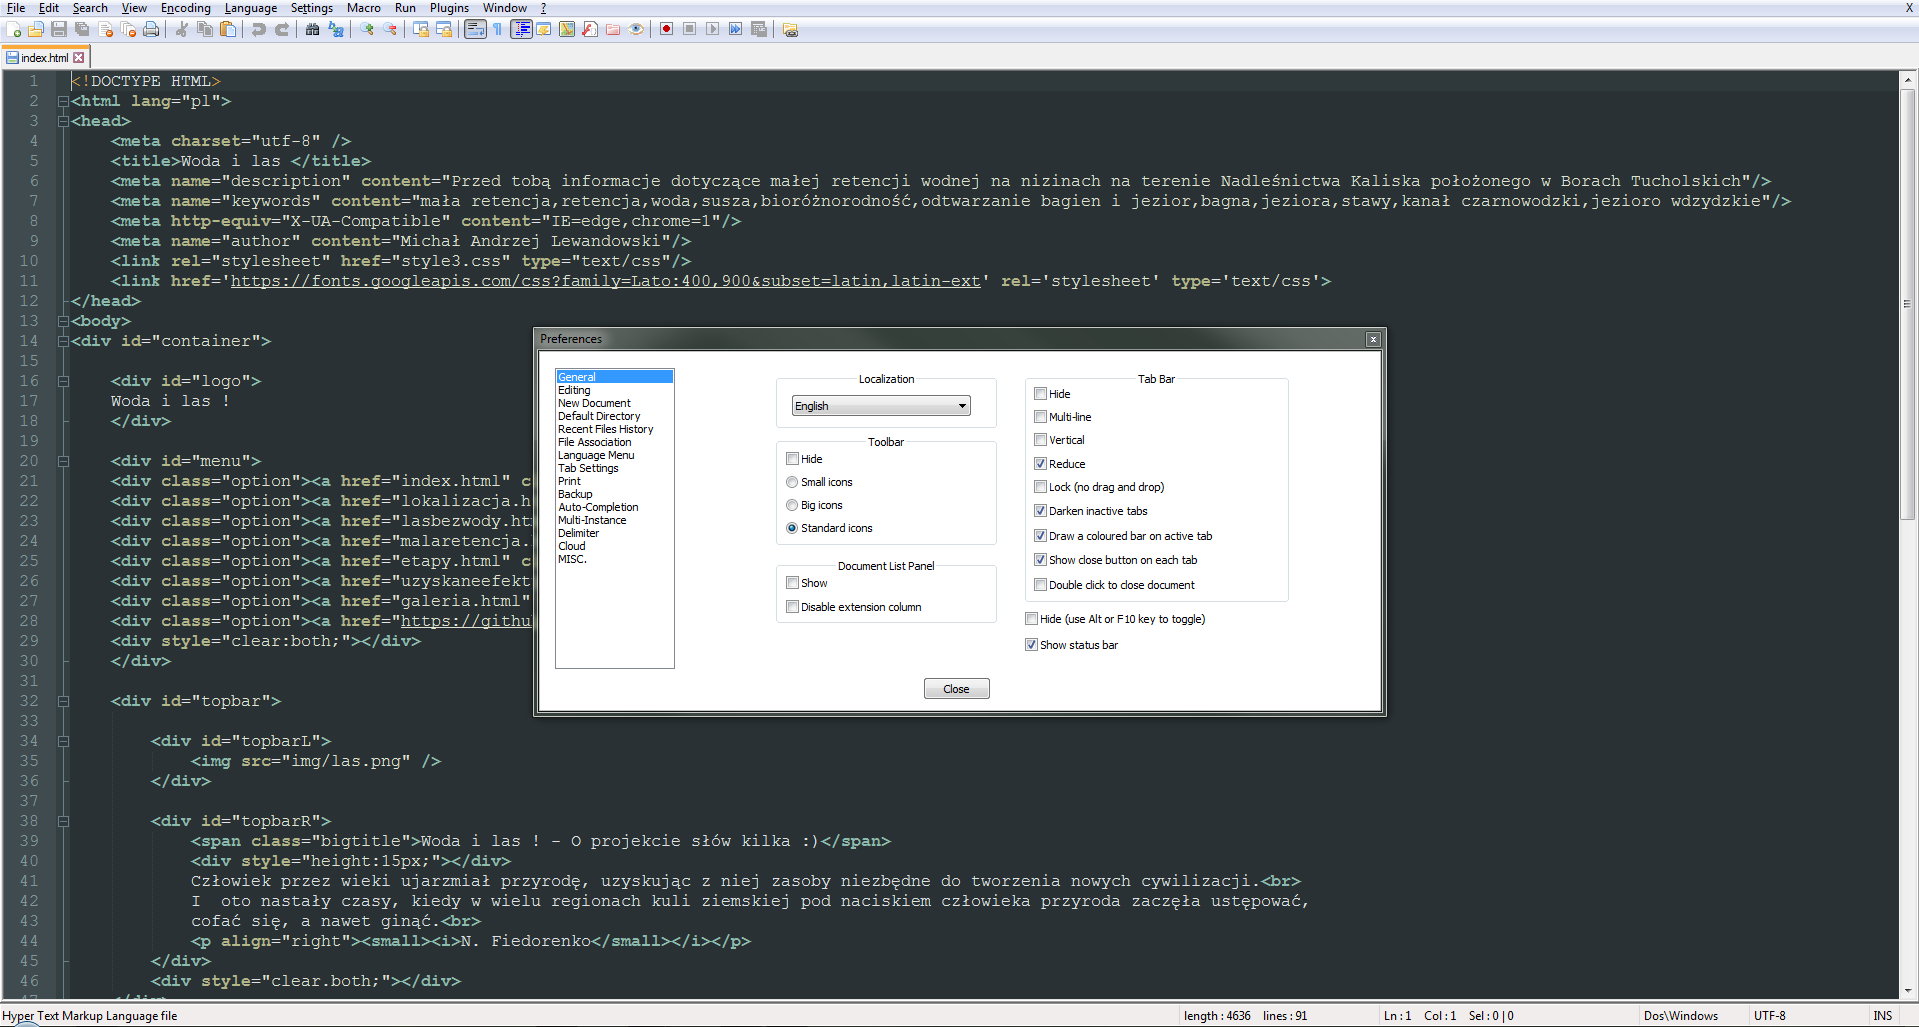 File Edit Search View Encoding Language Settings Macro Run Plugins Window ? X
index.html
1 <!DOCTYPE HTML>
2 <html lang="pl">
3 <head>
4 <meta charset="utf-8" />
5 <title>Woda i las </title>
6 <meta name="description" content="Przed tobą informacje dotyczące małej retencji wodnej na nizinach na terenie Nadleśnictwa Kaliska położonego w Borach Tucholskich"/>
7 <meta name="keywords" content="mała retencja,retencja,woda,susza,bioróżnorodność,odtwarzanie bagien i jezior,bagna,jeziora,stawy,kanał czarnowodzki,jezioro wdzydzkie"/>
8 <meta http-equiv="X-UA-Compatible" content="IE=edge,chrome=1"/>
9 <meta name="author" content="Michał Andrzej Lewandowski"/>
10 <link rel="stylesheet" href="style3.css" type="text/css"/>
11 <link href='https://fonts.googleapis.com/css?family=Lato:400,900&subset=latin,latin-ext' rel='stylesheet' type='text/css'>
12 </head>
13 <body>
14 <div id="container">
15
16 <div id="logo">
17 Woda i las !
18 </div>
19
20 <div id="menu">
21 <div class="option"><a href="index.html" c
22 <div class="option"><a href="lokalizacja.h
23 <div class="option"><a href="lasbezwody.htm
24 <div class="option"><a href="malaretencja.
25 <div class="option"><a href="etapy.html" c
26 <div class="option"><a href="uzyskaneefekt
27 <div class="option"><a href="galeria.html"
28 <div class="option"><a href="https://githu
29 <div style="clear:both;"></div>
30 </div>
31
32 <div id="topbar">
33
34 <div id="topbarL">
35 <img src="img/las.png" />
36 </div>
37
38 <div id="topbarR">
39 <span class="bigtitle">Woda i las ! - O projekcie słów kilka :)</span>
40 <div style="height:15px;"></div>
41 Człowiek przez wieki ujarzmiał przyrodę, uzyskując z niej zasoby niezbędne do tworzenia nowych cywilizacji.<br>
42 I  oto nastały czasy, kiedy w wielu regionach kuli ziemskiej pod naciskiem człowieka przyroda zaczęła ustępować,
43 cofać się, a nawet ginąć.<br>
44 <p align="right"><small><i>N. Fiedorenko</small></i></p>
45 </div>
46 <div style="clear.both;"></div>
47 </div>
Preferences
General
Editing
New Document
Default Directory
Recent Files History
File Association
Language Menu
Tab Settings
Print
Backup
Auto-Completion
Multi-Instance
Delimiter
Cloud
MISC.
Localization
English
Toolbar
Hide
Small icons
Big icons
Standard icons
Document List Panel
Show
Disable extension column
Tab Bar
Hide
Multi-line
Vertical
Reduce
Lock (no drag and drop)
Darken inactive tabs
Draw a coloured bar on active tab
Show close button on each tab
Double click to close document
Hide (use Alt or F10 key to toggle)
Show status bar
Close
Hyper Text Markup Language file length : 4636 lines : 91 Ln : 1 Col : 1 Sel : 0 | 0 Dos\Windows UTF-8 INS